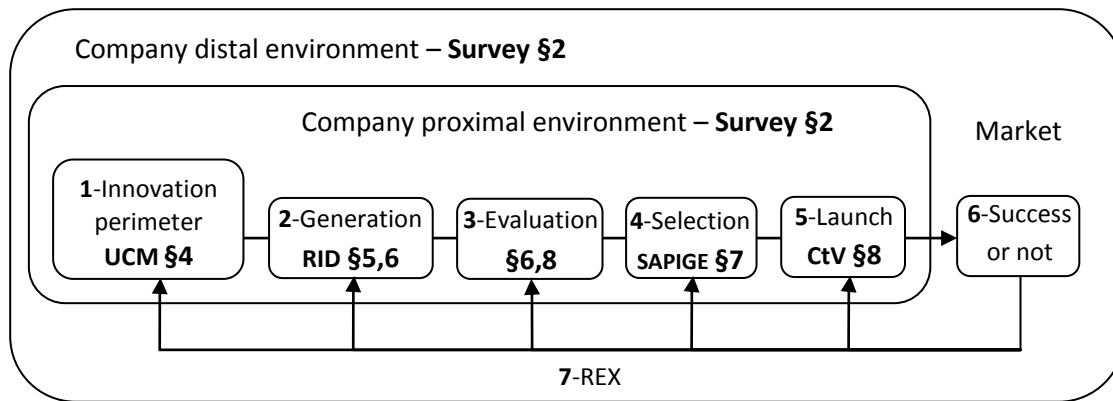 Company distal environment – Survey §2
Company proximal environment – Survey §2
Market
1-Innovation
perimeter
UCM §4
2-Generation
RID §5,6
3-Evaluation
§6,8
4-Selection
SAPIGE §7
5-Launch
CtV §8
6-Success
or not
7-REX